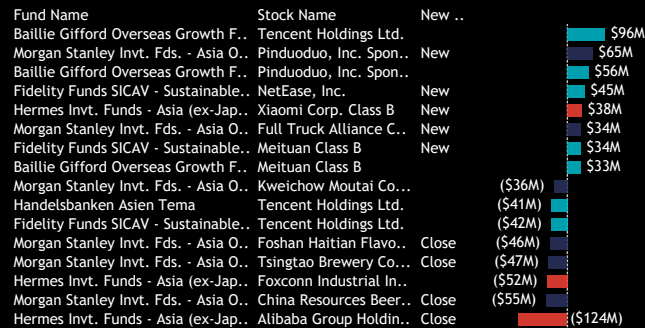 Fund Name Stock Name New ..
Baillie Gifford Overseas Growth F.. Tencent Holdings Ltd. $96M
Morgan Stanley Invt. Fds. - Asia O.. Pinduoduo, Inc. Spon.. New $65M
Baillie Gifford Overseas Growth F.. Pinduoduo, Inc. Spon.. $56M
Fidelity Funds SICAV - Sustainable.. NetEase, Inc. New $45M
Hermes Invt. Funds - Asia (ex-Jap.. Xiaomi Corp. Class B New $38M
Morgan Stanley Invt. Fds. - Asia O.. Full Truck Alliance C.. New $34M
Fidelity Funds SICAV - Sustainable.. Meituan Class B New $34M
Baillie Gifford Overseas Growth F.. Meituan Class B $33M
Morgan Stanley Invt. Fds. - Asia O.. Kweichow Moutai Co... ($36M)
Handelsbanken Asien Tema Tencent Holdings Ltd. ($41M)
Fidelity Funds SICAV - Sustainable.. Tencent Holdings Ltd. ($42M)
Morgan Stanley Invt. Fds. - Asia O.. Foshan Haitian Flavo.. Close ($46M)
Morgan Stanley Invt. Fds. - Asia O.. Tsingtao Brewery Co... Close ($47M)
Hermes Invt. Funds - Asia (ex-Jap.. Foxconn Industrial In.. ($52M)
Morgan Stanley Invt. Fds. - Asia O.. China Resources Beer.. Close ($55M)
Hermes Invt. Funds - Asia (ex-Jap.. Alibaba Group Holdin.. Close ($124M)